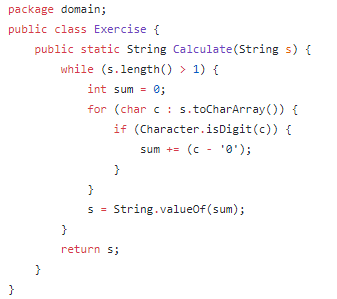 package domain;
public class Exercise {
    public static String Calculate(String s) {
        while (s.length() > 1) {
            int sum = 0;
            for (char c : s.toCharArray()) {
                if (Character.isDigit(c)) {
                    sum += (c - '0');
                }
            }
            s = String.valueOf(sum);
        }
        return s;
    }
}